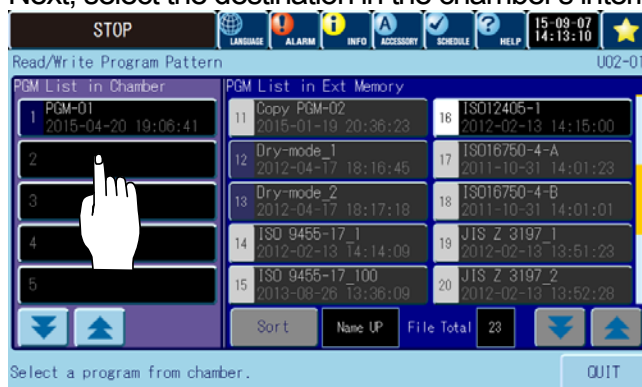 Next, select the destination in the chamber's inter
STOP
LANGUAGE
ALARM
INFO
A
ACCESSORY
SCHEDULE
HELP
15-09-07
14:13:10
Read/Write Program Pattern
U02-01
PGM List in Chamber
PGM List in Ext Memory
1 PGM-01
2015-04-20 19:06:41
2
3
4
5
11 Copy PGM-02
2015-01-19 20:36:23
12 Dry-mode_1
2012-04-17 18:16:45
13 Dry-mode_2
2012-04-17 18:17:18
14 ISO 9455-17_1
2012-02-13 14:14:09
15 ISO 9455-17_100
2013-08-26 13:36:09
16 ISO12405-1
2012-02-13 14:15:00
17 ISO16750-4-A
2011-10-31 14:01:23
18 ISO16750-4-B
2011-10-31 14:01:01
19 JIS Z 3197_1
2012-02-13 13:51:23
20 JIS Z 3197_2
2012-02-13 13:52:28
Sort
Name UP
File Total 23
Select a program from chamber.
QUIT